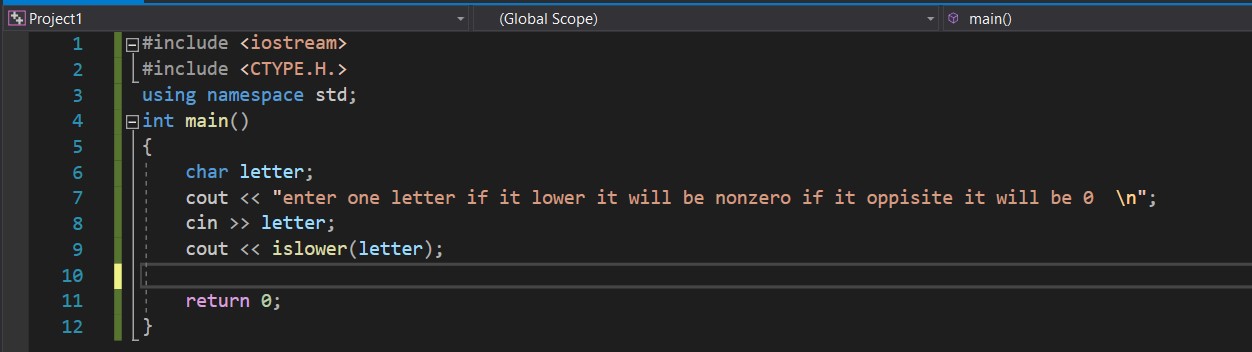 Project1 (Global Scope) main()
1 #include <iostream>
2 #include <CTYPE.H.>
3 using namespace std;
4 int main()
5 {
6 char letter;
7 cout << "enter one letter if it lower it will be nonzero if it oppisite it will be 0  \n";
8 cin >> letter;
9 cout << islower(letter);
10
11 return 0;
12 }